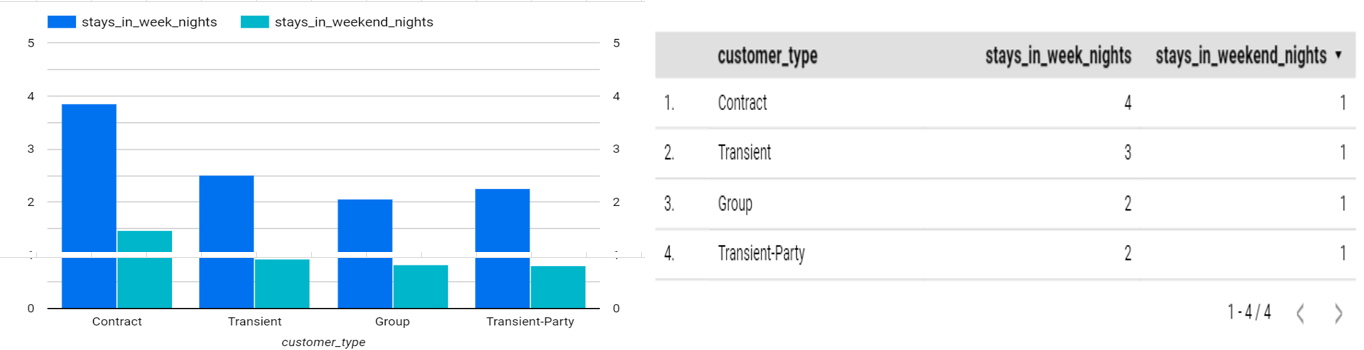 stays_in_week_nights stays_in_weekend_nights
5 5
4 4
3 3
2 2
0 0
Contract Transient Group Transient-Party
customer_type
customer_type stays_in_week_nights stays_in_weekend_nights
1. Contract 4 1
2. Transient 3 1
3. Group 2 1
4. Transient-Party 2 1
1 - 4 / 4